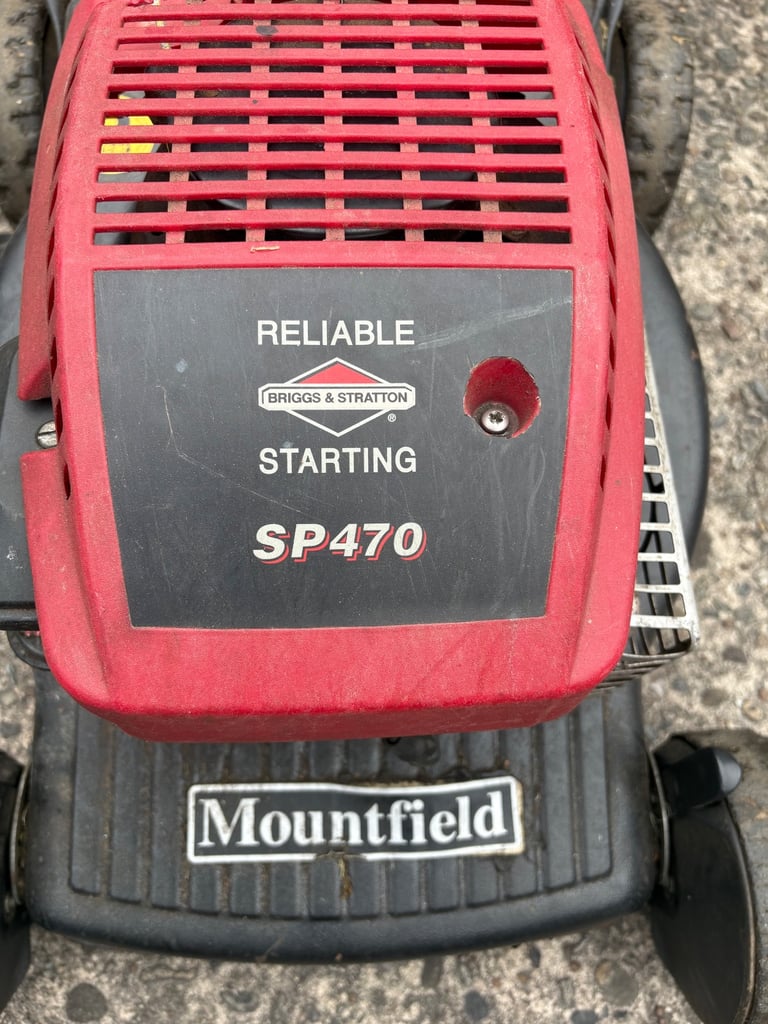 RELIABLE
BRIGGS & STRATTON
®
STARTING
SP470
Mountfield